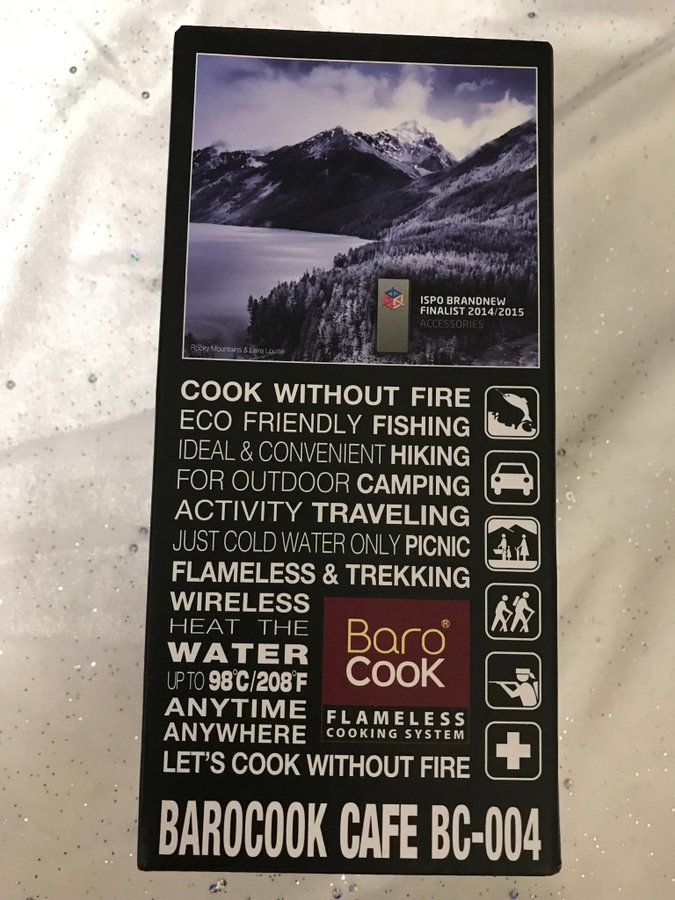 ISPO BRANDNEW
FINALIST 2014/2015
ACCESSORIES
Rocky Mountains & Lake Louise
COOK WITHOUT FIRE
ECO FRIENDLY FISHING
IDEAL & CONVENIENT HIKING
FOR OUTDOOR CAMPING
ACTIVITY TRAVELING
JUST COLD WATER ONLY PICNIC
FLAMELESS & TREKKING
WIRELESS
HEAT THE
WATER
UP TO 98°C/208°F
ANYTIME
ANYWHERE
Baro®
COOK
FLAMELESS
COOKING SYSTEM
LET'S COOK WITHOUT FIRE
BAROCOOK CAFE BC-004